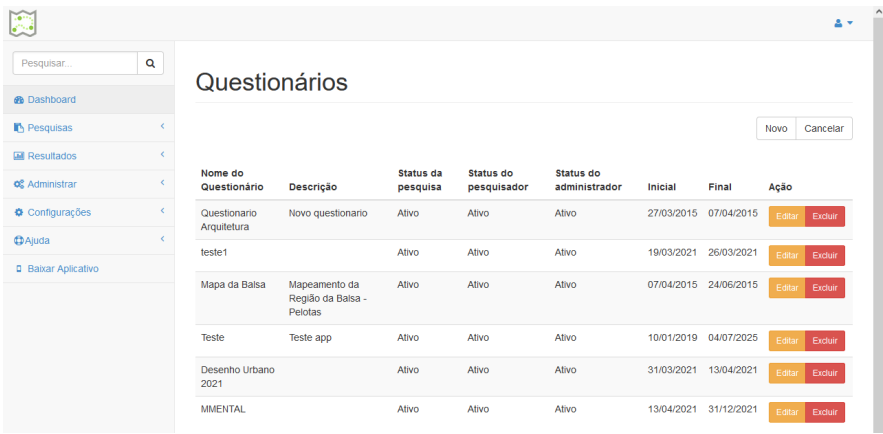 Pesquisar...
Dashboard
Pesquisas
Resultados
Administrar
Configurações
Ajuda
Baixar Aplicativo
Questionários
Novo Cancelar
Nome do Questionário Descrição Status da pesquisa Status do pesquisador Status do administrador Inicial Final Ação
Questionario Arquitetura Novo questionario Ativo Ativo Ativo 27/03/2015 07/04/2015 Editar Excluir
teste1 Ativo Ativo Ativo 19/03/2021 26/03/2021 Editar Excluir
Mapa da Balsa Mapeamento da Região da Balsa - Pelotas Ativo Ativo Ativo 07/04/2015 24/06/2015 Editar Excluir
Teste Teste app Ativo Ativo Ativo 10/01/2019 04/07/2025 Editar Excluir
Desenho Urbano 2021 Ativo Ativo Ativo 31/03/2021 13/04/2021 Editar Excluir
MMENTAL Ativo Ativo Ativo 13/04/2021 31/12/2021 Editar Excluir